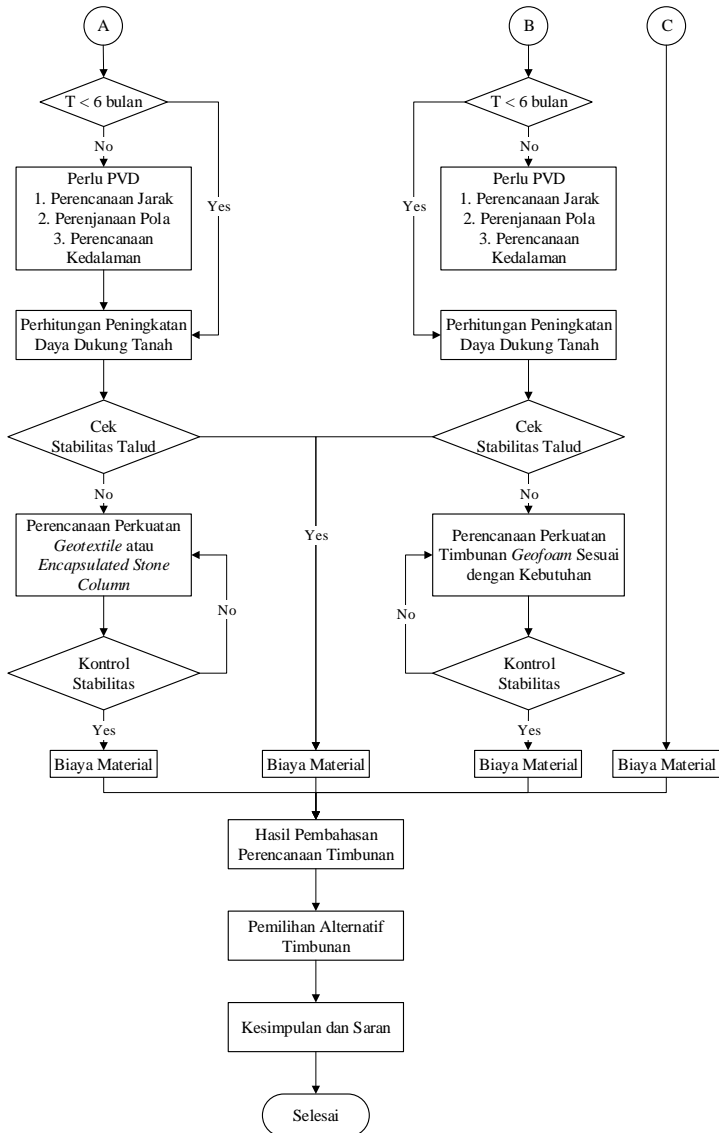 A
B
C
T < 6 bulan
T < 6 bulan
No
No
Perlu PVD
1. Perencanaan Jarak
2. Perenjanaan Pola
3. Perencanaan
Kedalaman
Yes
Yes
Perlu PVD
1. Perencanaan Jarak
2. Perenjanaan Pola
3. Perencanaan
Kedalaman
Perhitungan Peningkatan
Daya Dukung Tanah
Perhitungan Peningkatan
Daya Dukung Tanah
Cek
Stabilitas Talud
Cek
Stabilitas Talud
No
No
Perencanaan Perkuatan
Geotextile atau
Encapsulated Stone
Column
Yes
Perencanaan Perkuatan
Timbunan Geofoam Sesuai
dengan Kebutuhan
No
No
Kontrol
Stabilitas
Kontrol
Stabilitas
Yes
Yes
Biaya Material
Biaya Material
Biaya Material
Biaya Material
Hasil Pembahasan
Perencanaan Timbunan
Pemilihan Alternatif
Timbunan
Kesimpulan dan Saran
Selesai